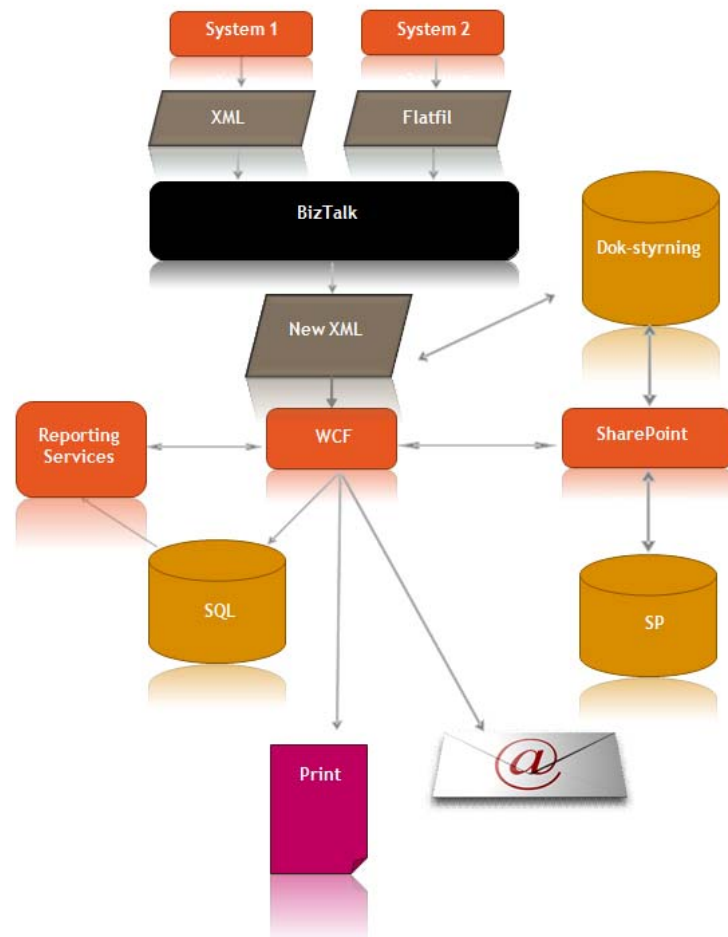 System 1
System 2
XML
Flatfil
BizTalk
Dok-styrning
New XML
Reporting
Services
WCF
SharePoint
SQL
SP
Print
@